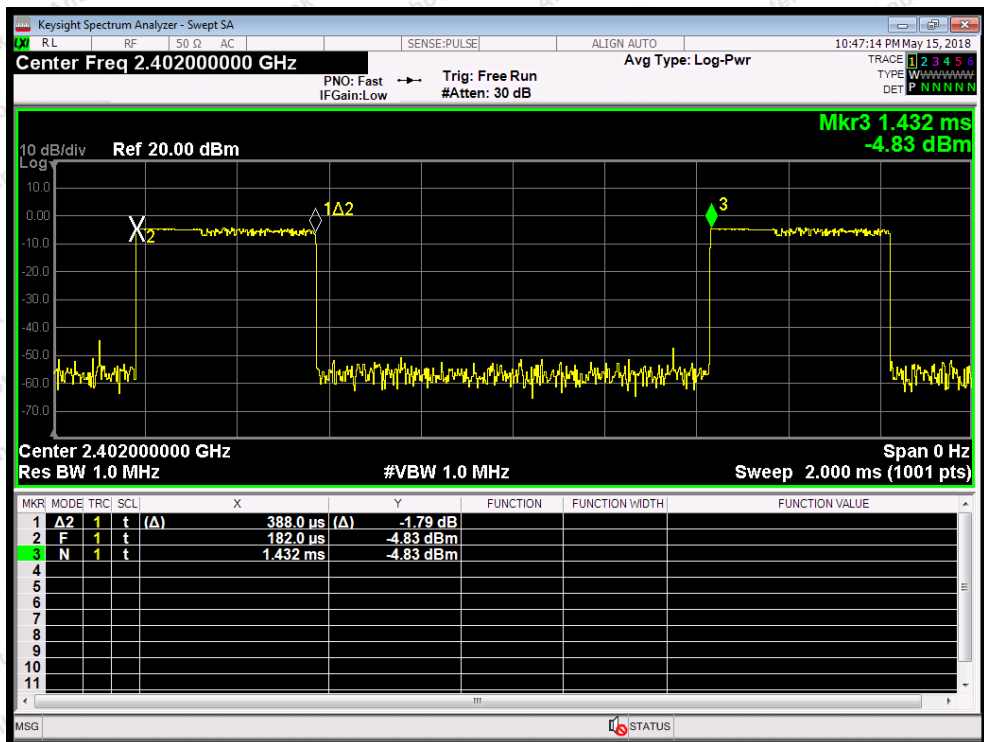 Keysight Spectrum Analyzer - Swept SA
LXI RL RF 50 Ω AC SENSE:PULSE ALIGN AUTO 10:47:14 PM May 15, 2018
Center Freq 2.402000000 GHz Avg Type: Log-Pwr TRACE 1 2 3 4 5 6
PNO: Fast Trig: Free Run TYPE WWWWWWW
IFGain:Low #Atten: 30 dB DET P N N N N N
Mkr3 1.432 ms
10 dB/div Ref 20.00 dBm -4.83 dBm
Log
10.0
1Δ2 3
0.00
2
-10.0
-20.0
-30.0
-40.0
-50.0
-60.0
-70.0
Center 2.402000000 GHz Span 0 Hz
Res BW 1.0 MHz #VBW 1.0 MHz Sweep 2.000 ms (1001 pts)
MKR MODE TRC SCL X Y FUNCTION FUNCTION WIDTH FUNCTION VALUE
1 Δ2 1 t (Δ) 388.0 µs (Δ) -1.79 dB
2 F 1 t 182.0 µs -4.83 dBm
3 N 1 t 1.432 ms -4.83 dBm
4
5
6
7
8
9
10
11
MSG STATUS